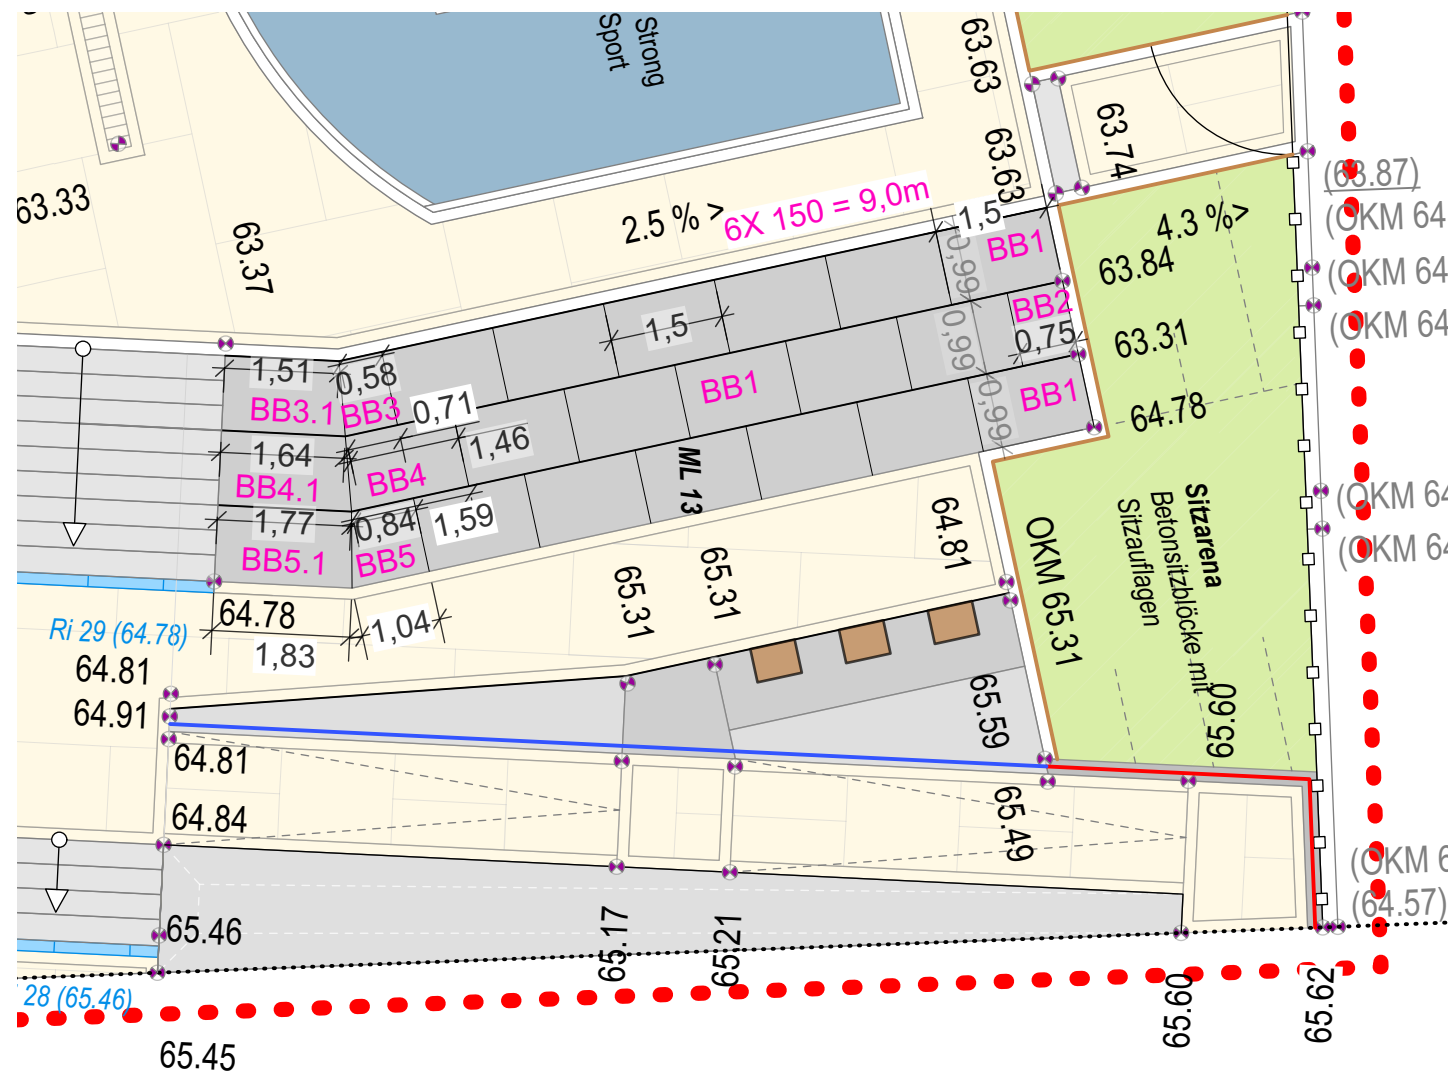 Strong
Sport
63.63
63.74
63.33
63.37
63.63
2.5 % >
6X 150 = 9,0m
1,5
BB1
0,99
4.3 %>
63.84
(63.87)
(OKM 64
(OKM 64
(OKM 64
BB2
0,99
0,75
63.31
1,5
1,51
0,58
BB3.1
BB3
0,71
BB1
BB1
0,99
64.78
1,64
1,46
BB4.1
BB4
ML 13
1,77
0,84
1,59
BB5.1
BB5
64.81
OKM 65.31
Sitzarena
Betonsitzblöcke mit
Sitzauflagen
(OKM 64
(OKM 64
65.31
65.31
64.78
Ri 29 (64.78)
1,83
1,04
64.81
64.91
65.59
65.60
64.81
64.84
65.49
(OKM 6
(64.57)
65.46
65.17
65.21
28 (65.46)
65.60
65.62
65.45